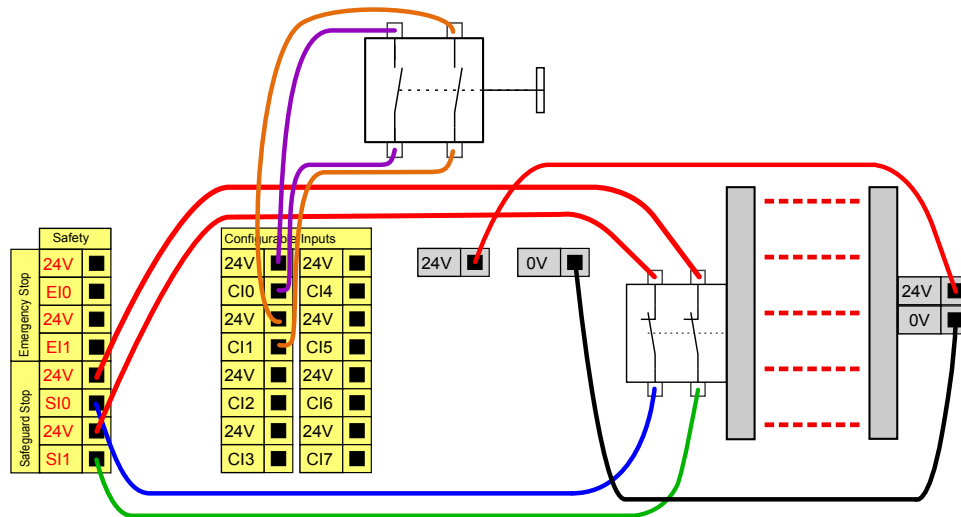 Safety
Emergency Stop
24V
EI0
24V
EI1
Safeguard Stop
24V
SI0
24V
SI1
Configurable Inputs
24V 24V
CI0 CI4
24V 24V
CI1 CI5
24V 24V
CI2 CI6
24V 24V
CI3 CI7
24V
0V
24V
0V